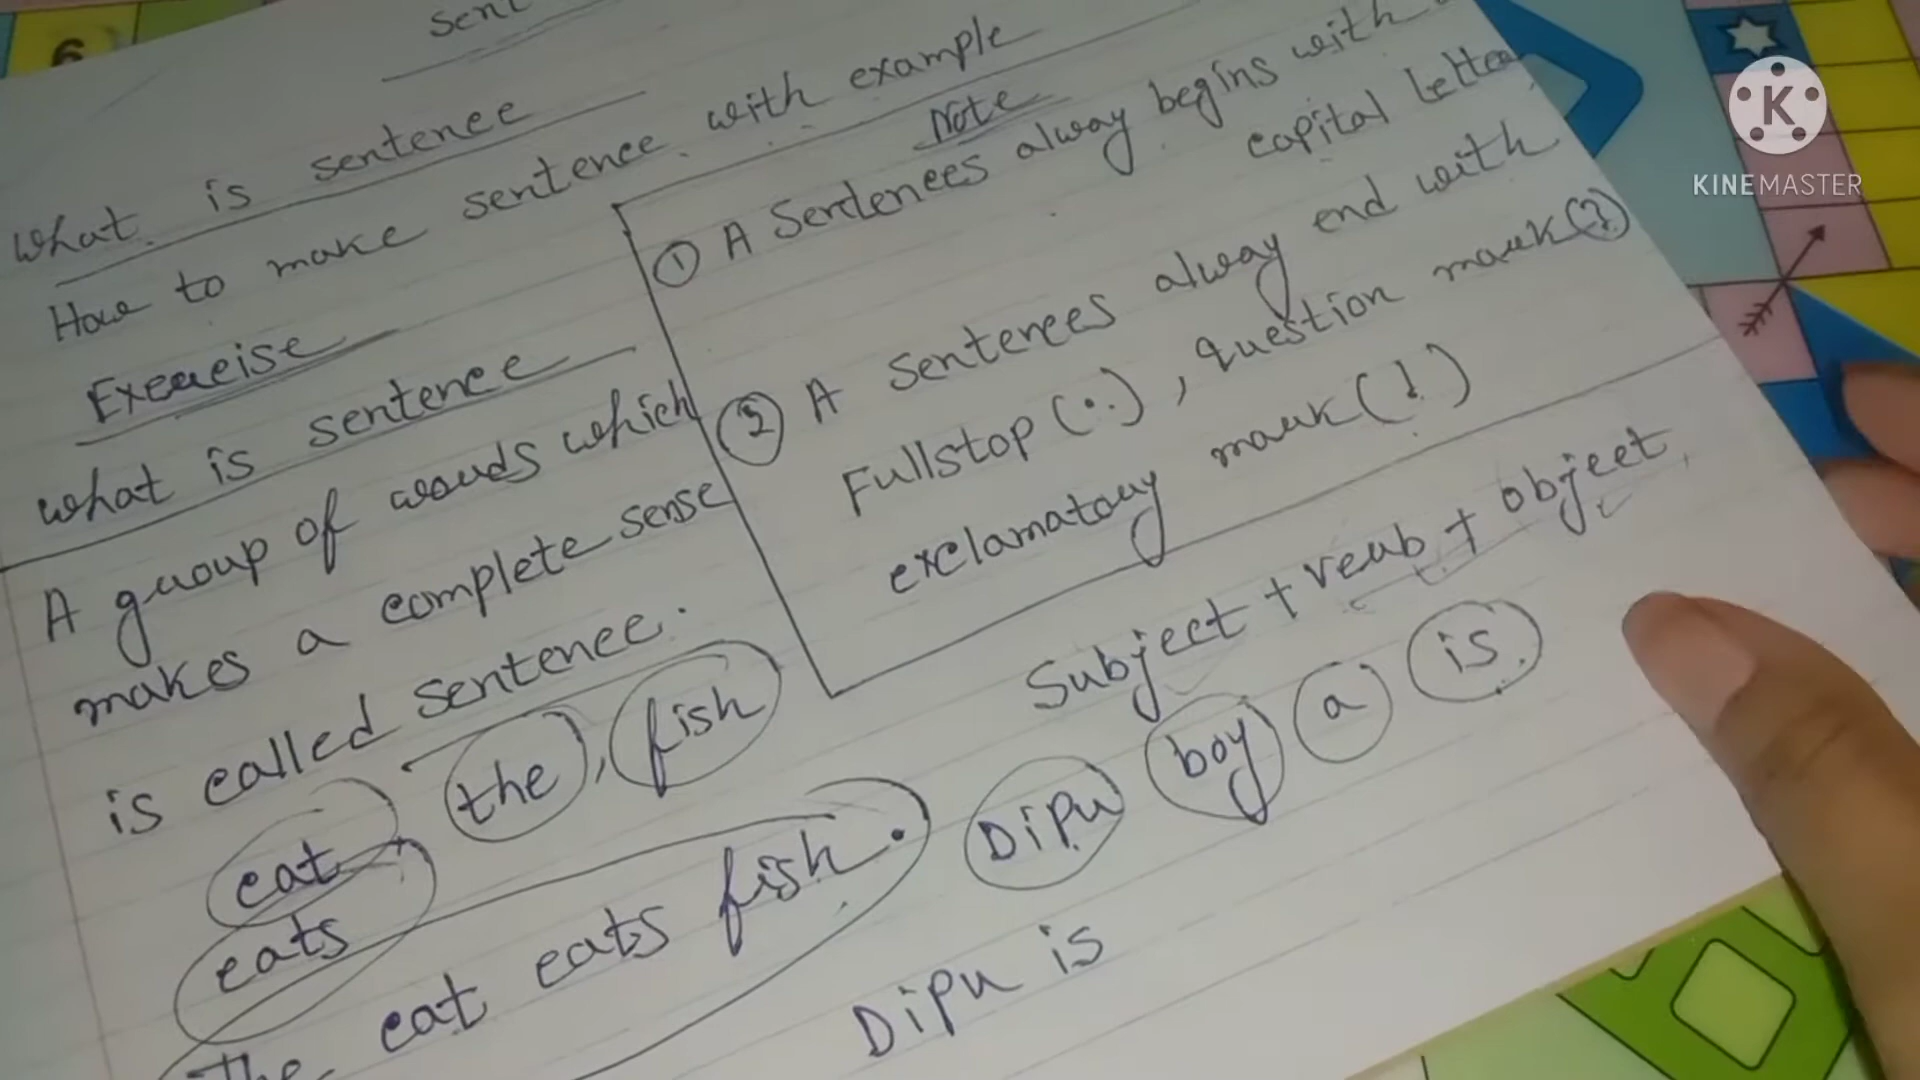 6
sent
What is sentence
How to make sentence with example
Exercise
what is sentence
A group of words which
makes a complete sense
is called sentence.
Note
① A Sentences alway begins with
capital letter
② A Sentences alway end with
Fullstop (.), question mark (?)
exclamatory mark (!)
Subject + verb + object
cat the, fish
eats
The cat eats fish.
Dipu boy a is.
Dipu is
K
KINEMASTER